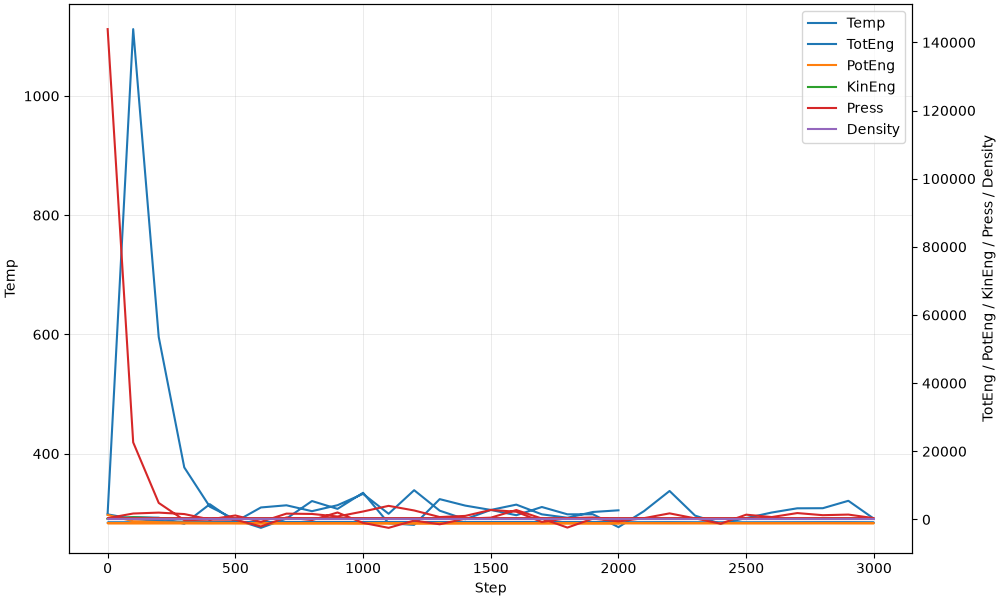 Temp
TotEng
PotEng
KinEng
Press
Density
1000
800
600
400
Temp
140000
120000
100000
80000
60000
40000
20000
0
TotEng / PotEng / KinEng / Press / Density
0
500
1000
1500
2000
2500
3000
Step